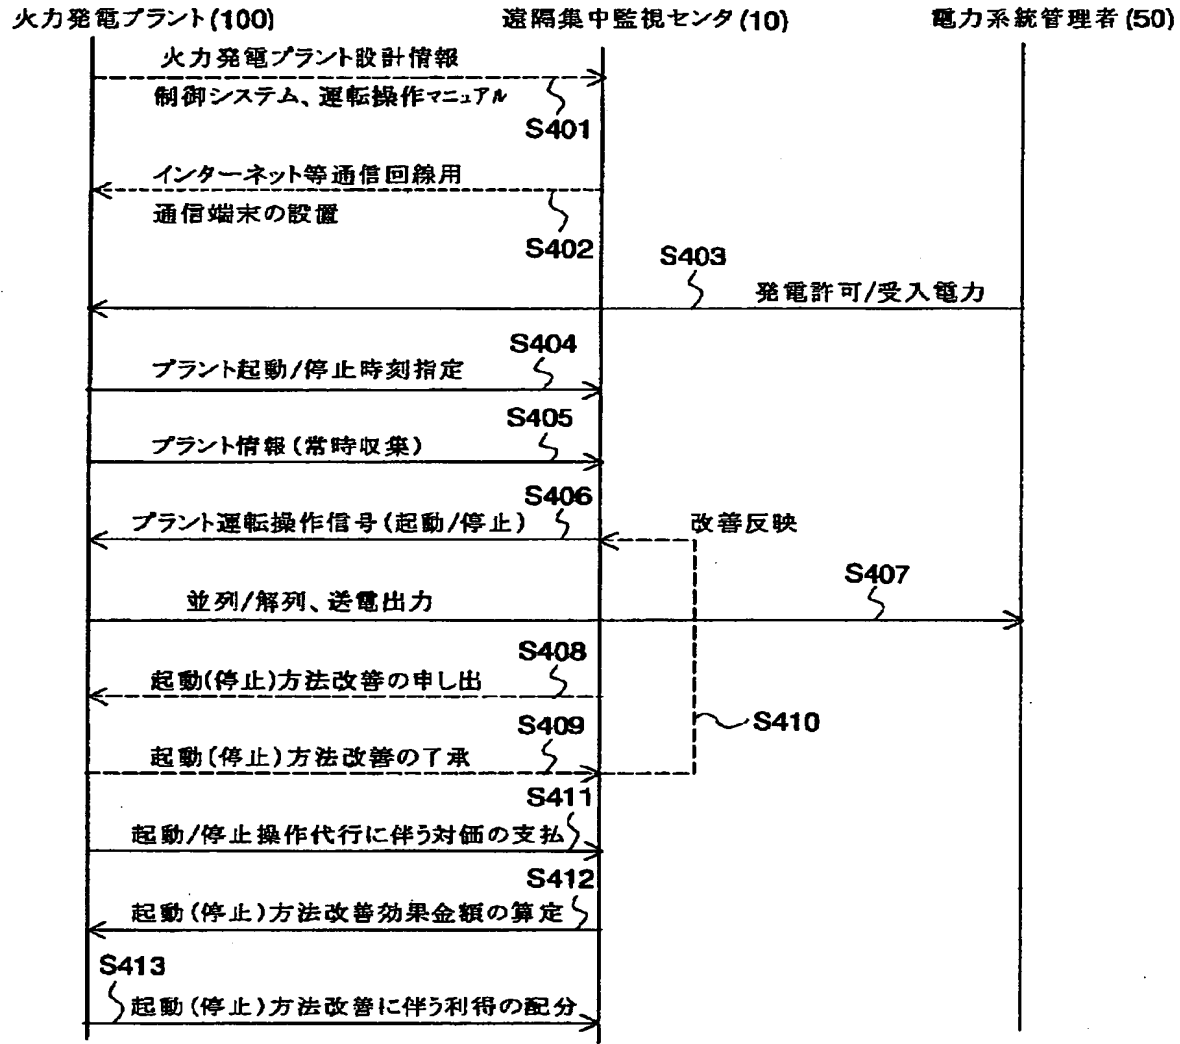 火力発電プラント(100)
遠隔集中監視センタ(10)
電力系統管理者(50)
火力発電プラント設計情報
制御システム、運転操作マニュアル
S401
インターネット等通信回線用
通信端末の設置
S402
S403
発電許可/受入電力
S404
プラント起動/停止時刻指定
S405
プラント情報(常時収集)
S406
プラント運転操作信号(起動/停止)
改善反映
S407
並列/解列、送電出力
S408
起動(停止)方法改善の申し出
S409
起動(停止)方法改善の了承
S410
S411
起動/停止操作代行に伴う対価の支払
S412
起動(停止)方法改善効果金額の算定
S413
起動(停止)方法改善に伴う利得の配分